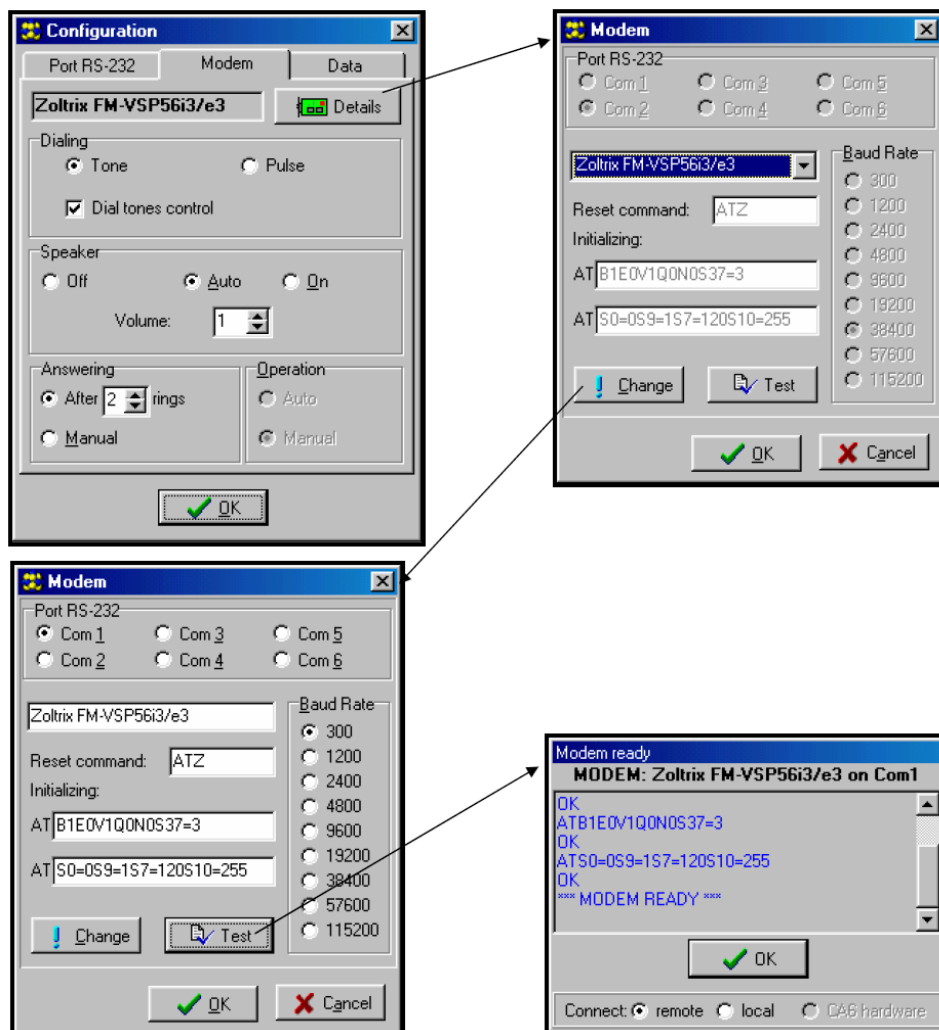 Configuration
Port RS-232 Modem Data
Zoltrix FM-VSP56i3/e3 Details
Dialing
Tone Pulse
Dial tones control
Speaker
Off Auto On
Volume: 1
Answering Operation
After 2 rings Auto
Manual Manual
OK
Modem
Port RS-232
Com 1 Com 3 Com 5
Com 2 Com 4 Com 6
Zoltrix FM-VSP56i3/e3
Baud Rate
300
1200
2400
4800
9600
19200
38400
57600
115200
Reset command: ATZ
Initializing:
AT B1E0V1Q0N0S37=3
AT S0=0S9=1S7=120S10=255
Change Test
OK Cancel
Modem
Port RS-232
Com 1 Com 3 Com 5
Com 2 Com 4 Com 6
Zoltrix FM-VSP56i3/e3
Baud Rate
300
1200
2400
4800
9600
19200
38400
57600
115200
Reset command: ATZ
Initializing:
AT B1E0V1Q0N0S37=3
AT S0=0S9=1S7=120S10=255
Change Test
OK Cancel
Modem ready
MODEM: Zoltrix FM-VSP56i3/e3 on Com1
OK
ATB1E0V1Q0N0S37=3
OK
ATS0=0S9=1S7=120S10=255
OK
*** MODEM READY ***
OK
Connect: remote local CA6 hardware